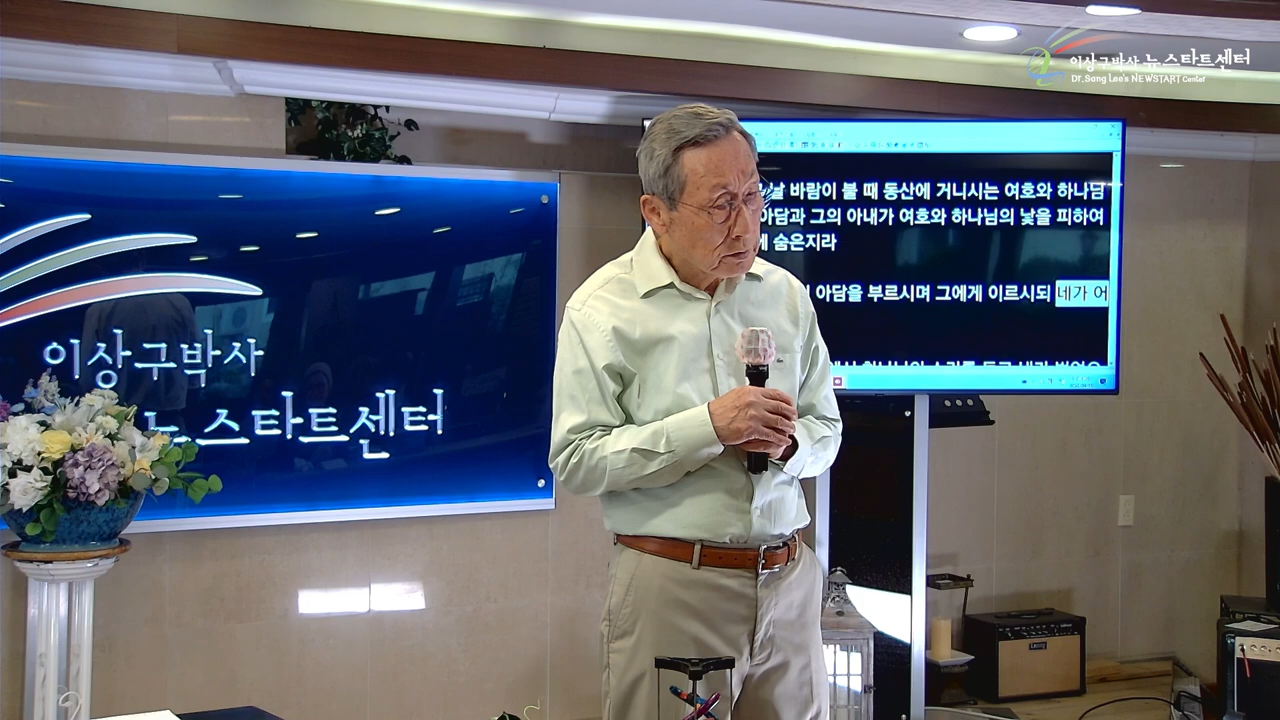 이상구박사 뉴스타트센터
Dr. Sang Lee's NEWSTART Center
날 바람이 불 때 동산에 거니시는 여호와 하나님
아담과 그의 아내가 여호와 하나님의 낯을 피하여
숨은지라
아담을 부르시며 그에게 이르시되 네가 어
이상구박사
뉴스타트센터
Laney